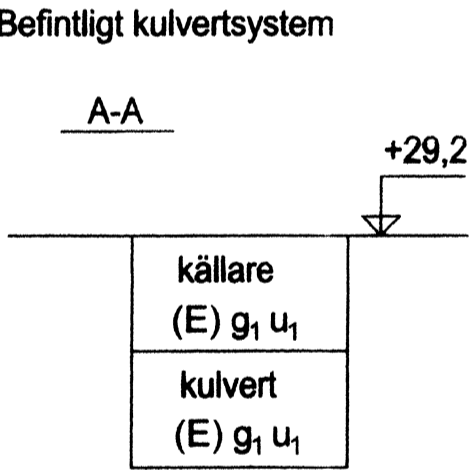 Befintligt kulvertsystem
A-A
+29,2
källare
(E) g₁ u₁
kulvert
(E) g₁ u₁